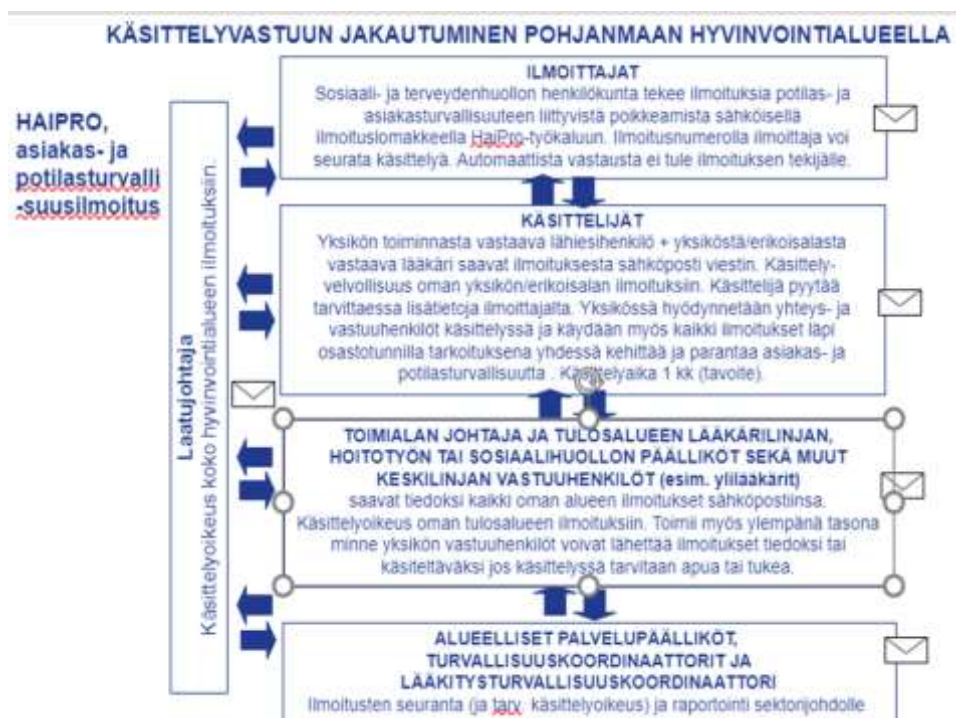 KÄSITTELYVASTUUN JAKAUTUMINEN POHJANMAAN HYVINVOINTIALUEELLA
HAIPRO,
asiakas- ja
potilasturvalli
-suusilmoitus
Laatujohtaja
Käsittelyoikeus koko hyvinvointialueen ilmoituksiin.
ILMOITTAJAT
Sosiaali- ja terveydenhuollon henkilökunta tekee ilmoituksia potilas- ja
asiakasturvallisuuteen liittyvistä poikkeamista sähköisellä
ilmoituslomakkeella HaiPro-työkaluun. Ilmoitusnumerolla ilmoittaja voi
seurata käsittelyä. Automaattista vastausta ei tule ilmoituksen tekijälle.
KÄSITTELIJÄT
Yksikön toiminnasta vastaava lähiesihenkilö + yksiköstä/erikoisalasta
vastaava lääkäri saavat ilmoituksesta sähköposti viestin. Käsittely-
velvollisuus oman yksikön/erikoisalan ilmoituksiin. Käsittelijä pyytää
tarvittaessa lisätietoja ilmoittajalta. Yksikössä hyödynnetään yhteys- ja
vastuuhenkilöt käsittelyssä ja käydään myös kaikki ilmoitukset läpi
osastotunnilla tarkoituksena yhdessä kehittää ja parantaa asiakas- ja
potilasturvallisuutta . Käsittelyaika 1 kk (tavoite).
TOIMIALAN JOHTAJA JA TULOSALUEEN LÄÄKÄRILINJAN,
HOITOTYÖN TAI SOSIAALIHUOLLON PÄÄLLIKÖT SEKÄ MUUT
KESKILINJAN VASTUUHENKILÖT (esim. ylilääkärit)
saavat tiedoksi kaikki oman alueen ilmoitukset sähköpostiinsa.
Käsittelyoikeus oman tulosalueen ilmoituksiin. Toimii myös ylempänä tasona
minne yksikön vastuuhenkilöt voivat lähettää ilmoitukset tiedoksi tai
käsiteltäväksi jos käsittelyssä tarvitaan apua tai tukea.
ALUEELLISET PALVELUPÄÄLLIKÖT,
TURVALLISUUSKOORDINAATTORIT JA
LÄÄKITYSTURVALLISUUSKOORDINAATTORI
Ilmoitusten seuranta (ja tarv. käsittelyoikeus) ja raportointi sektorijohdolle